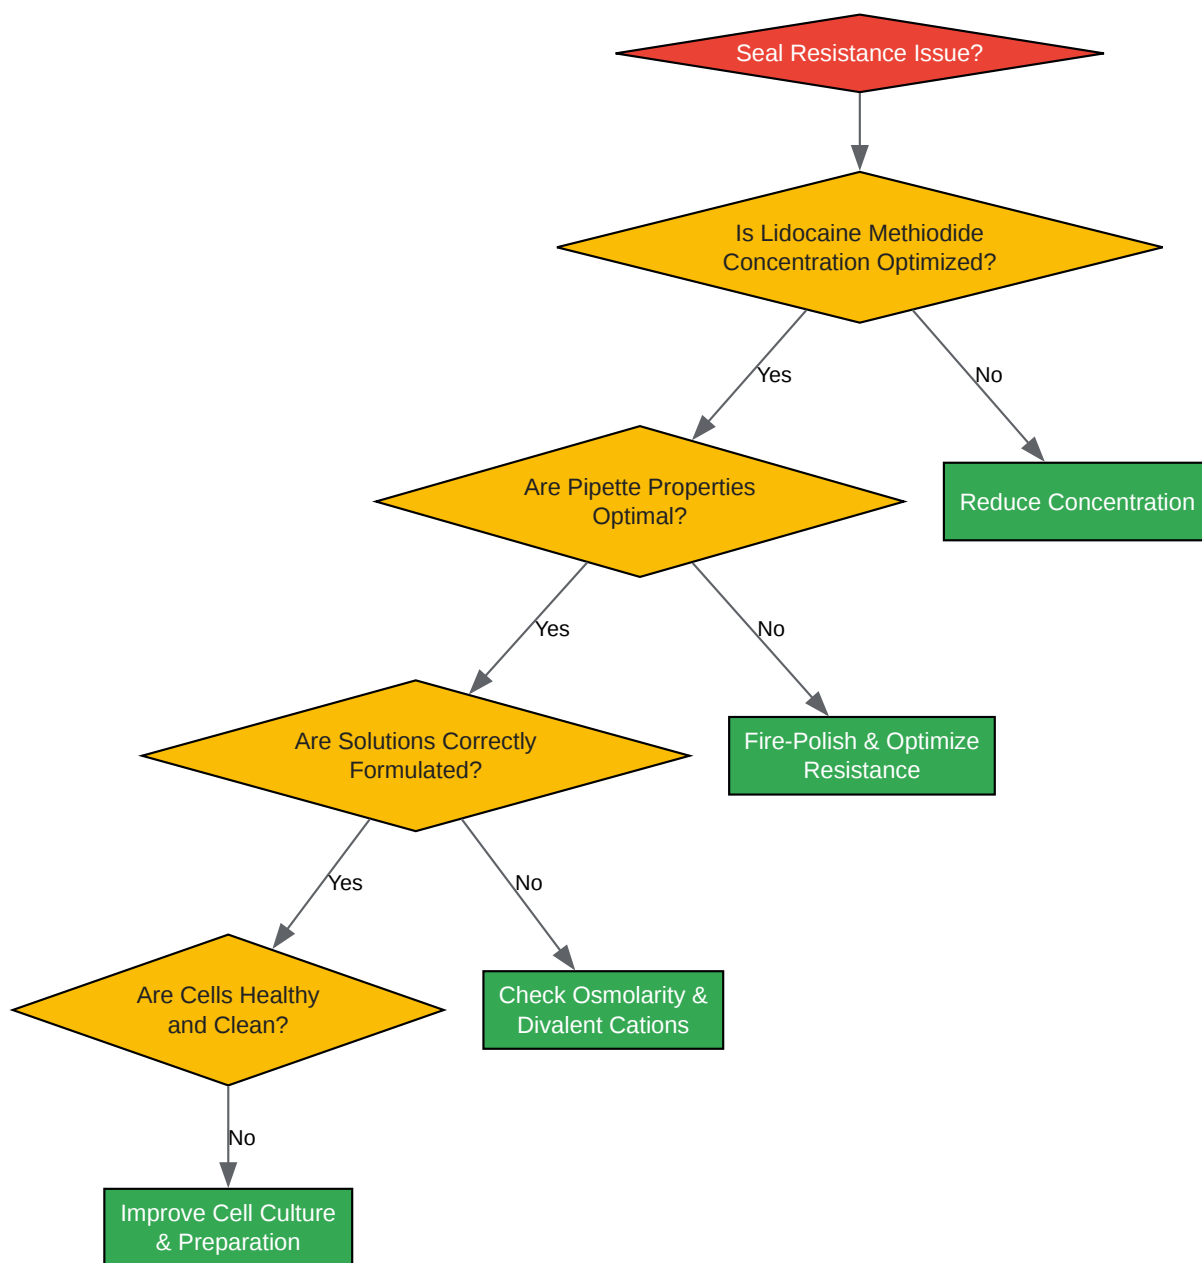 Seal Resistance Issue?
Is Lidocaine Methiodide
Concentration Optimized?
Yes
No
Are Pipette Properties
Optimal?
Reduce Concentration
Yes
No
Are Solutions Correctly
Formulated?
Fire-Polish & Optimize
Resistance
Yes
No
Are Cells Healthy
and Clean?
Check Osmolarity &
Divalent Cations
No
Improve Cell Culture
& Preparation